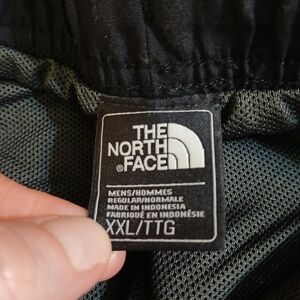 THE
NORTH
FACE
®
MENS/HOMMES
REGULAR/NORMALE
MADE IN INDONESIA
FABRIQUÉ EN INDONÉSIE
XXL/TTG